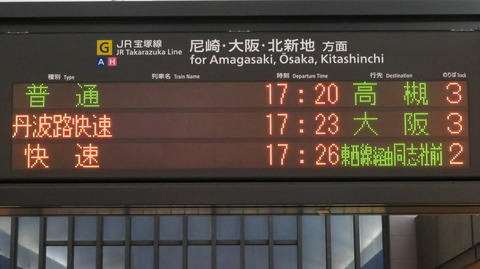 G JR宝塚線 尼崎・大阪・北新地 方面
A H JR Takarazuka Line for Amagasaki, Osaka, Kitashinchi
種別 Type 列車名 Train Name 時刻 Departure Time 行先 Destination のりば Track
普通 17:20 高槻 3
丹波路快速 17:23 大阪 3
快速 17:26 東西線経由同志社前 2